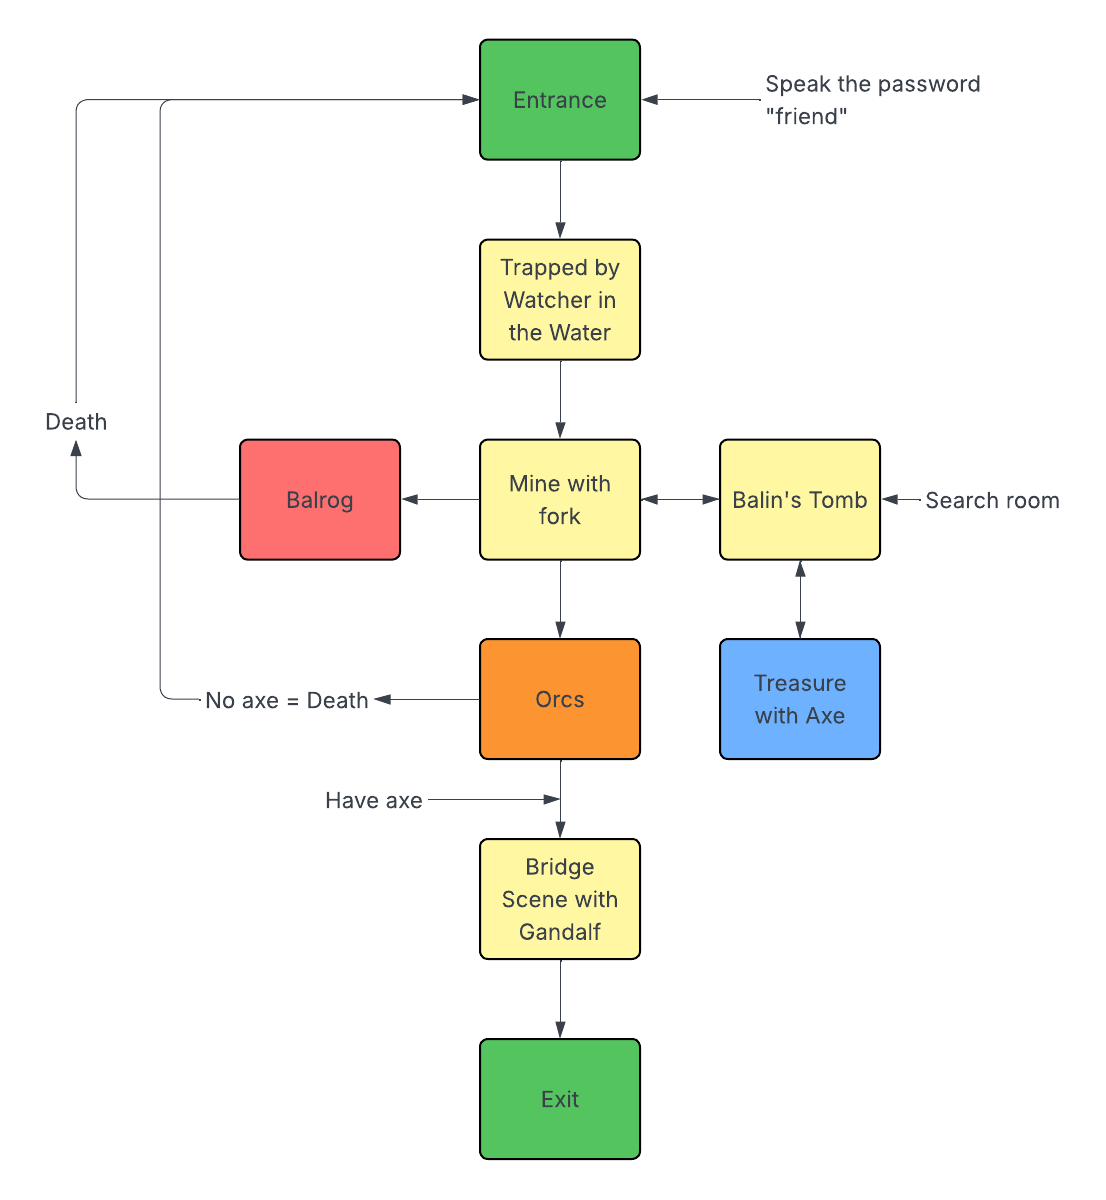 Entrance
Speak the password
"friend"
Trapped by
Watcher in
the Water
Death
Balrog
Mine with
fork
Balin's Tomb
Search room
No axe = Death
Orcs
Treasure
with Axe
Have axe
Bridge
Scene with
Gandalf
Exit